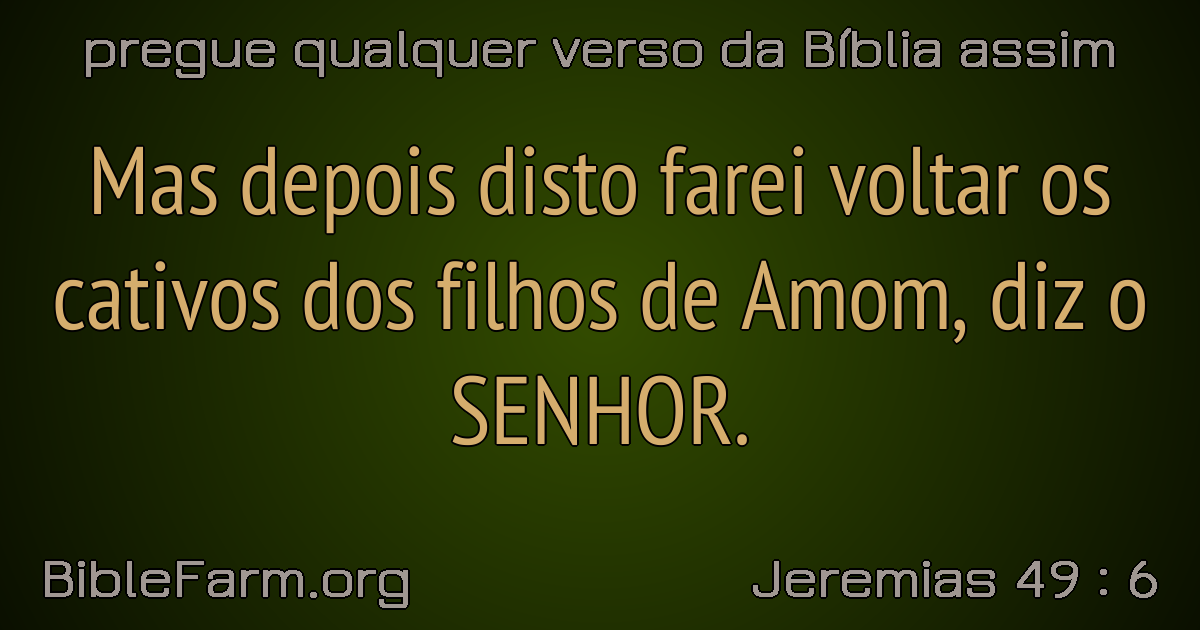 pregue qualquer verso da Bíblia assim
Mas depois disto farei voltar os
cativos dos filhos de Amom, diz o
SENHOR.
BibleFarm.org
Jeremias 49 : 6